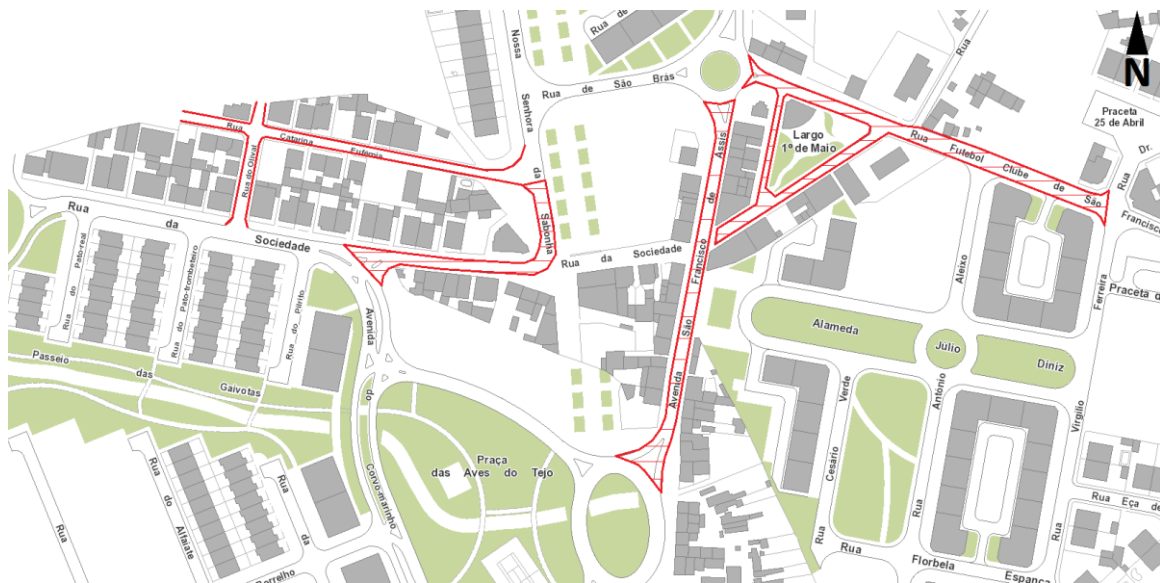 Nossa
Senhora
da
Sabonha
Rua de
Rua de São Brás
N
Rua
Praceta
25 de Abril
Dr.
Rua
Francisco
Largo
1º de Maio
Rua Futebol Clube de São
Rua Catarina Eufémia
Rua do Olival
Rua da Sociedade
Rua da Sociedade
Avenida São Francisco de Assis
Rua do Pato-real
Rua do Pato-trombeteiro
Rua do Pilrito
Avenida do Corvo-marinho
Passeio das Gaivotas
Praça
das Aves do Tejo
Alameda Júlio Diniz
Aleixo
António
Rua
Ferreira
Virgílio
Rua
Praceta d
Verde
Cesário
Rua
Rua Eça de
Rua Florbela Espanc
Rua
Rua do Alfaiate
Rua da